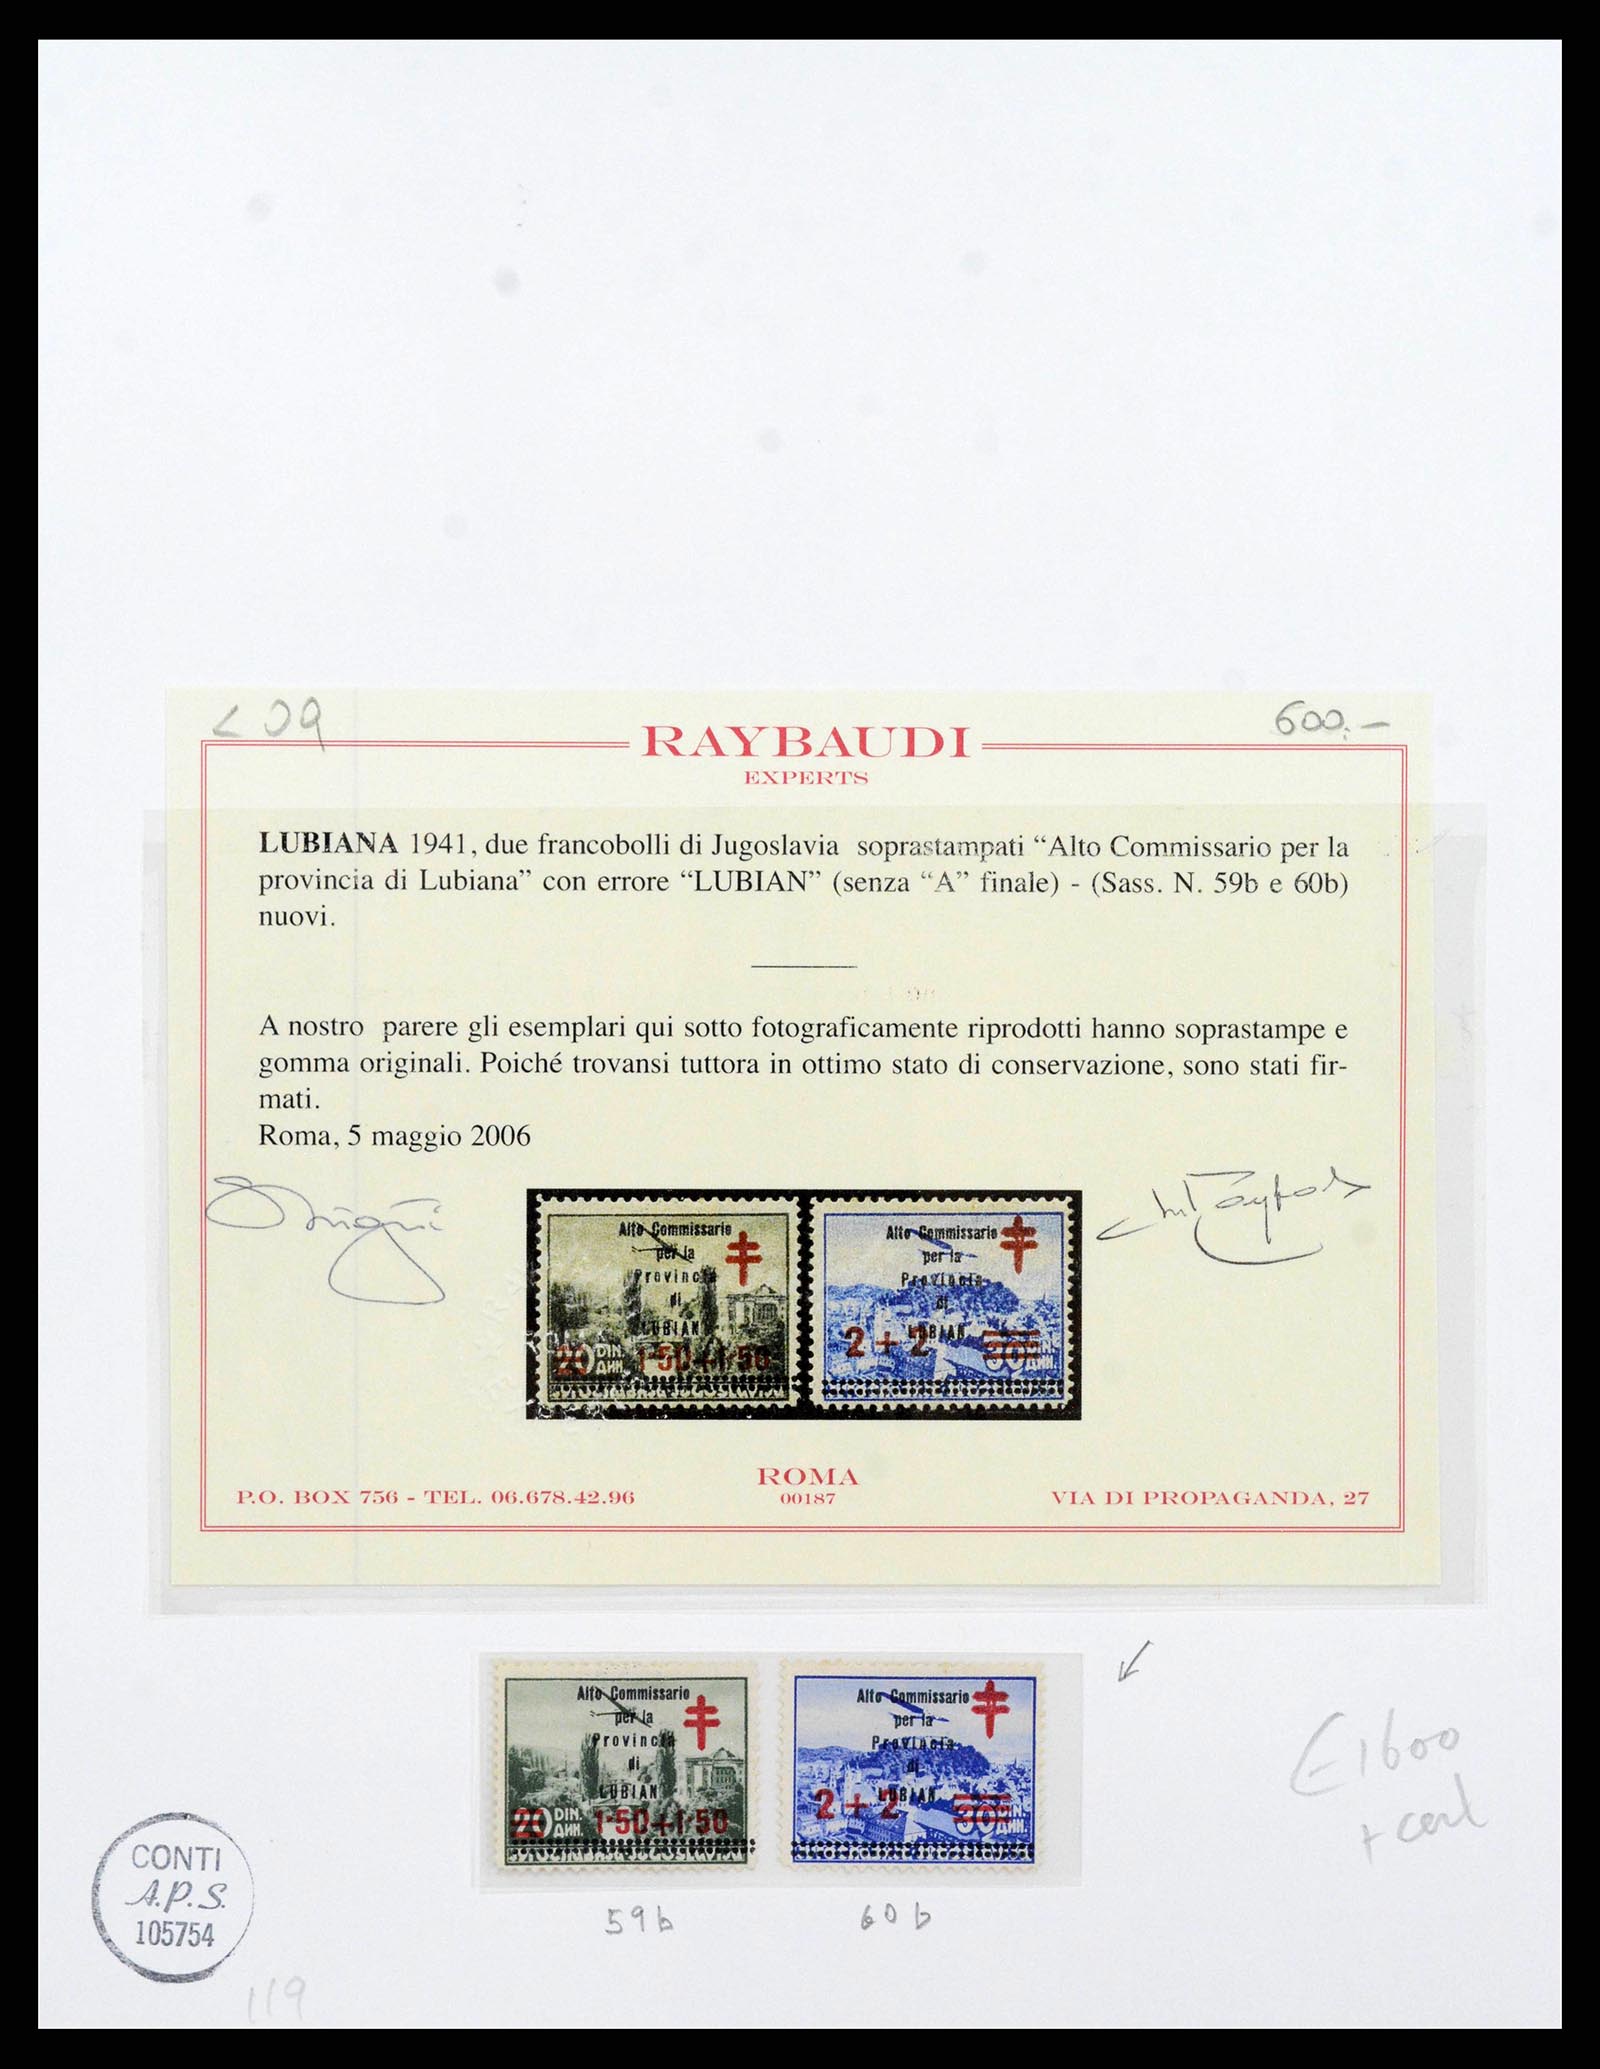 < 09
600.-
RAYBAUDI
EXPERTS
LUBIANA 1941, due francobolli di Jugoslavia soprastampati “Alto Commissario per la
provincia di Lubiana” con errore “LUBIAN” (senza “A” finale) - (Sass. N. 59b e 60b)
nuovi.
A nostro parere gli esemplari qui sotto fotograficamente riprodotti hanno soprastampe e
gomma originali. Poiché trovansi tuttora in ottimo stato di conservazione, sono stati fir-
mati.
Roma, 5 maggio 2006
Alto Commissario
per la
Provincia
di
LUBIAN
20 DIN. ДИН. 1·50+1·50
Alto Commissario
per la
Provincia
di
LUBIAN
2+2
ROMA
00187
P.O. BOX 756 - TEL. 06.678.42.96
VIA DI PROPAGANDA, 27
Alto Commissario
per la
Provincia
di
LUBIAN
20 DIN. ДИН. 1·50+1·50
Alto Commissario
per la
Provincia
di
LUBIAN
2+2
59b
60b
€1600
+ cert
CONTI
A.P.S.
105754
119